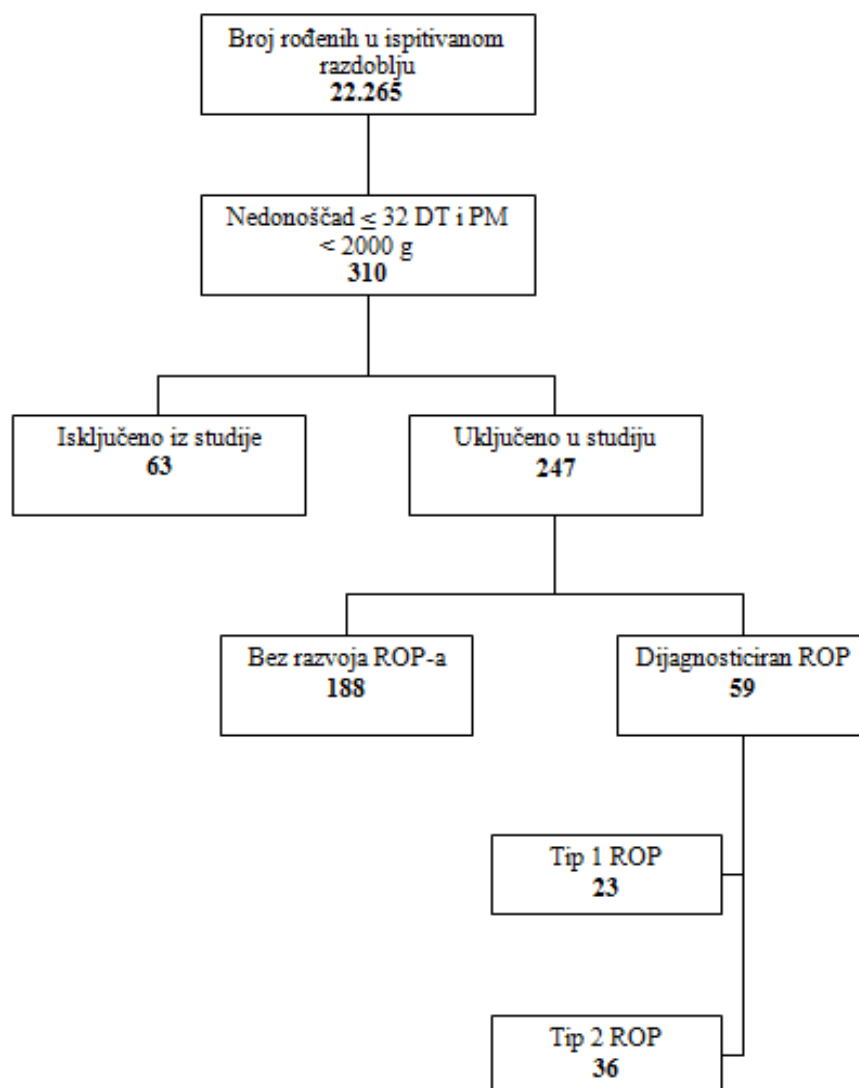 Broj rođenih u ispitivanom
razdoblju
22.265
Nedonoščad ≤ 32 DT i PM
< 2000 g
310
Isključeno iz studije
63
Uključeno u studiju
247
Bez razvoja ROP-a
188
Dijagnosticiran ROP
59
Tip 1 ROP
23
Tip 2 ROP
36